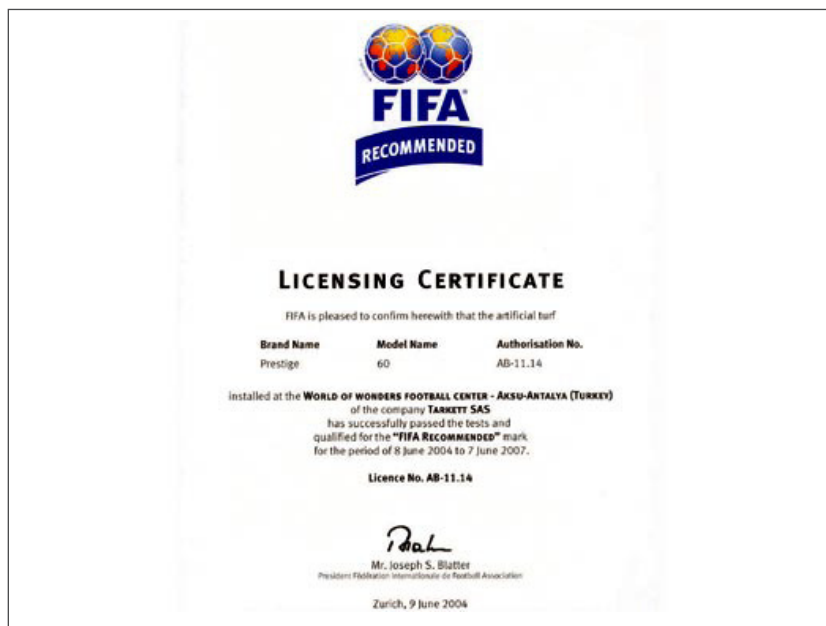 FIFA
RECOMMENDED
LICENSING CERTIFICATE
FIFA is pleased to confirm herewith that the artificial turf
Brand Name Model Name Authorisation No.
Prestige 60 AB-11.14
installed at the WORLD OF WONDERS FOOTBALL CENTER - AKSU-ANTALYA (TURKEY)
of the company TARKETT SAS
has successfully passed the tests and
qualified for the "FIFA RECOMMENDED" mark
for the period of 8 June 2004 to 7 June 2007.
Licence No. AB-11.14
Mr. Joseph S. Blatter
President Fédération Internationale de Football Association
Zurich, 9 June 2004